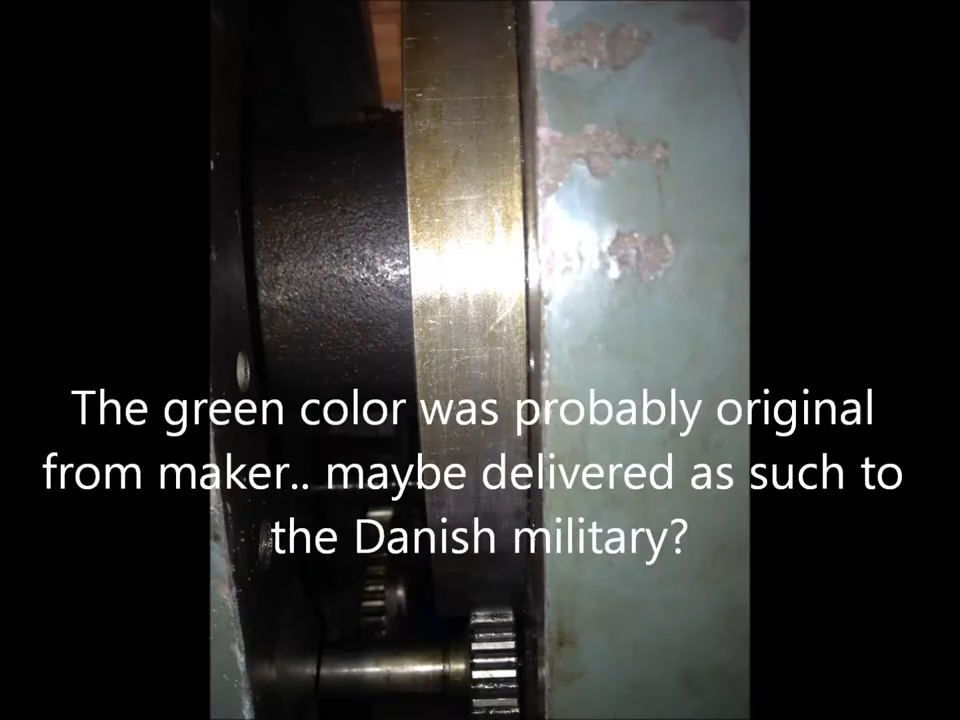 The green color was probably original
from maker.. maybe delivered as such to
the Danish military?